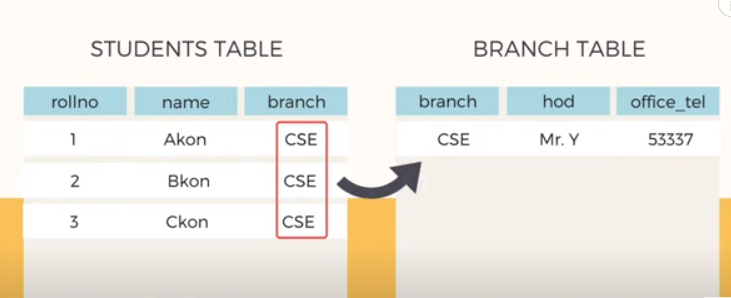 STUDENTS TABLE
rollno name branch
1 Akon CSE
2 Bkon CSE
3 Ckon CSE
BRANCH TABLE
branch hod office_tel
CSE Mr. Y 53337